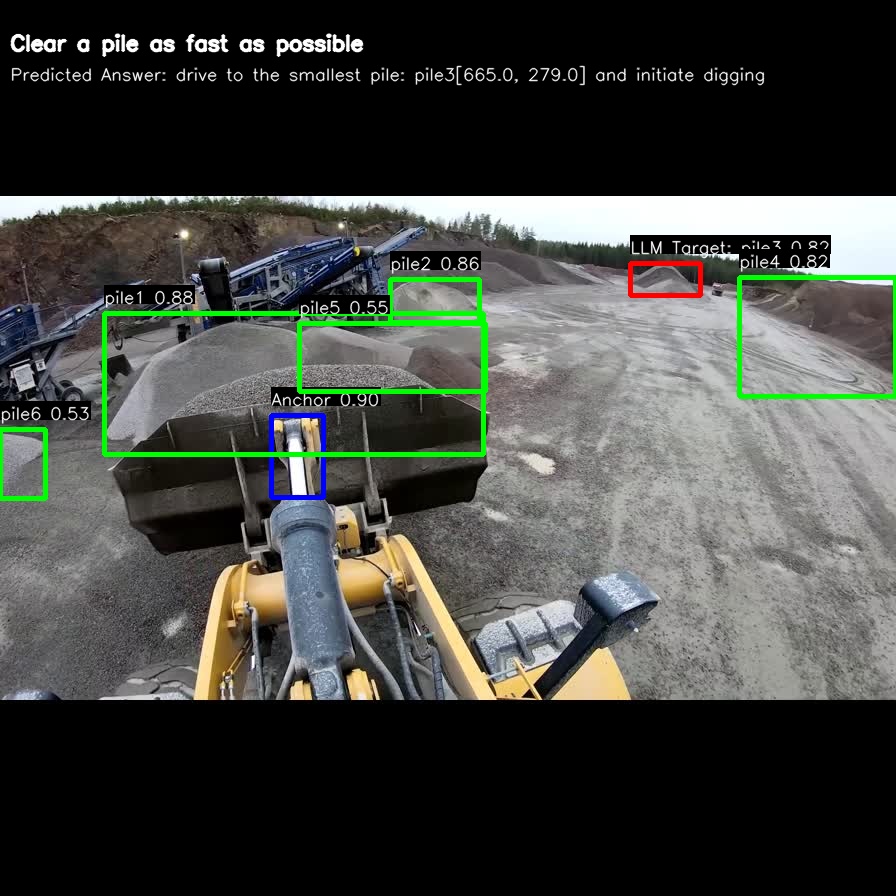 Clear a pile as fast as possible
Predicted Answer: drive to the smallest pile: pile3[665.0, 279.0] and initiate digging
LLM Target: pile3 0.82
pile4 0.82
pile2 0.86
pile1 0.88
pile5 0.55
Anchor 0.90
pile6 0.53